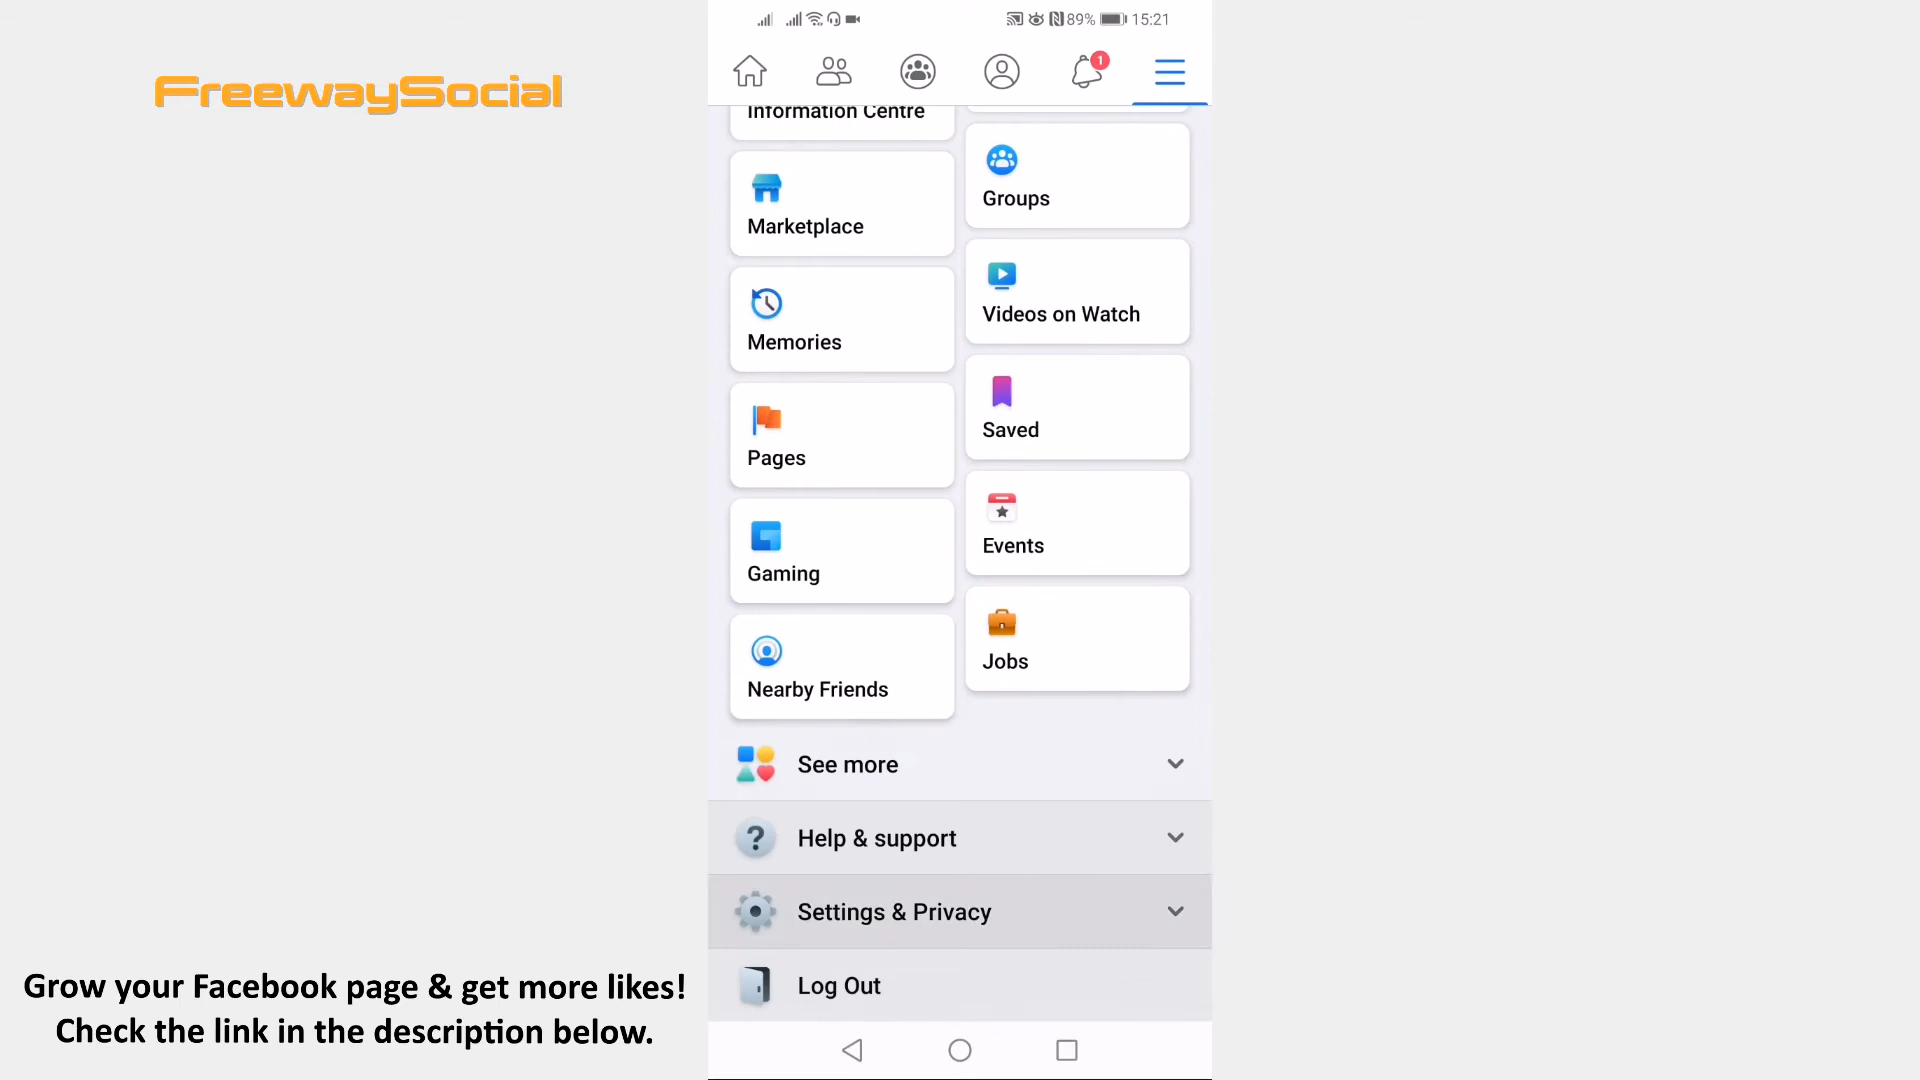 FreewaySocial
89% 15:21
1
Information Centre
Marketplace
Groups
Memories
Videos on Watch
Pages
Saved
Gaming
Events
Nearby Friends
Jobs
See more
Help & support
Settings & Privacy
Log Out
Grow your Facebook page & get more likes!
Check the link in the description below.